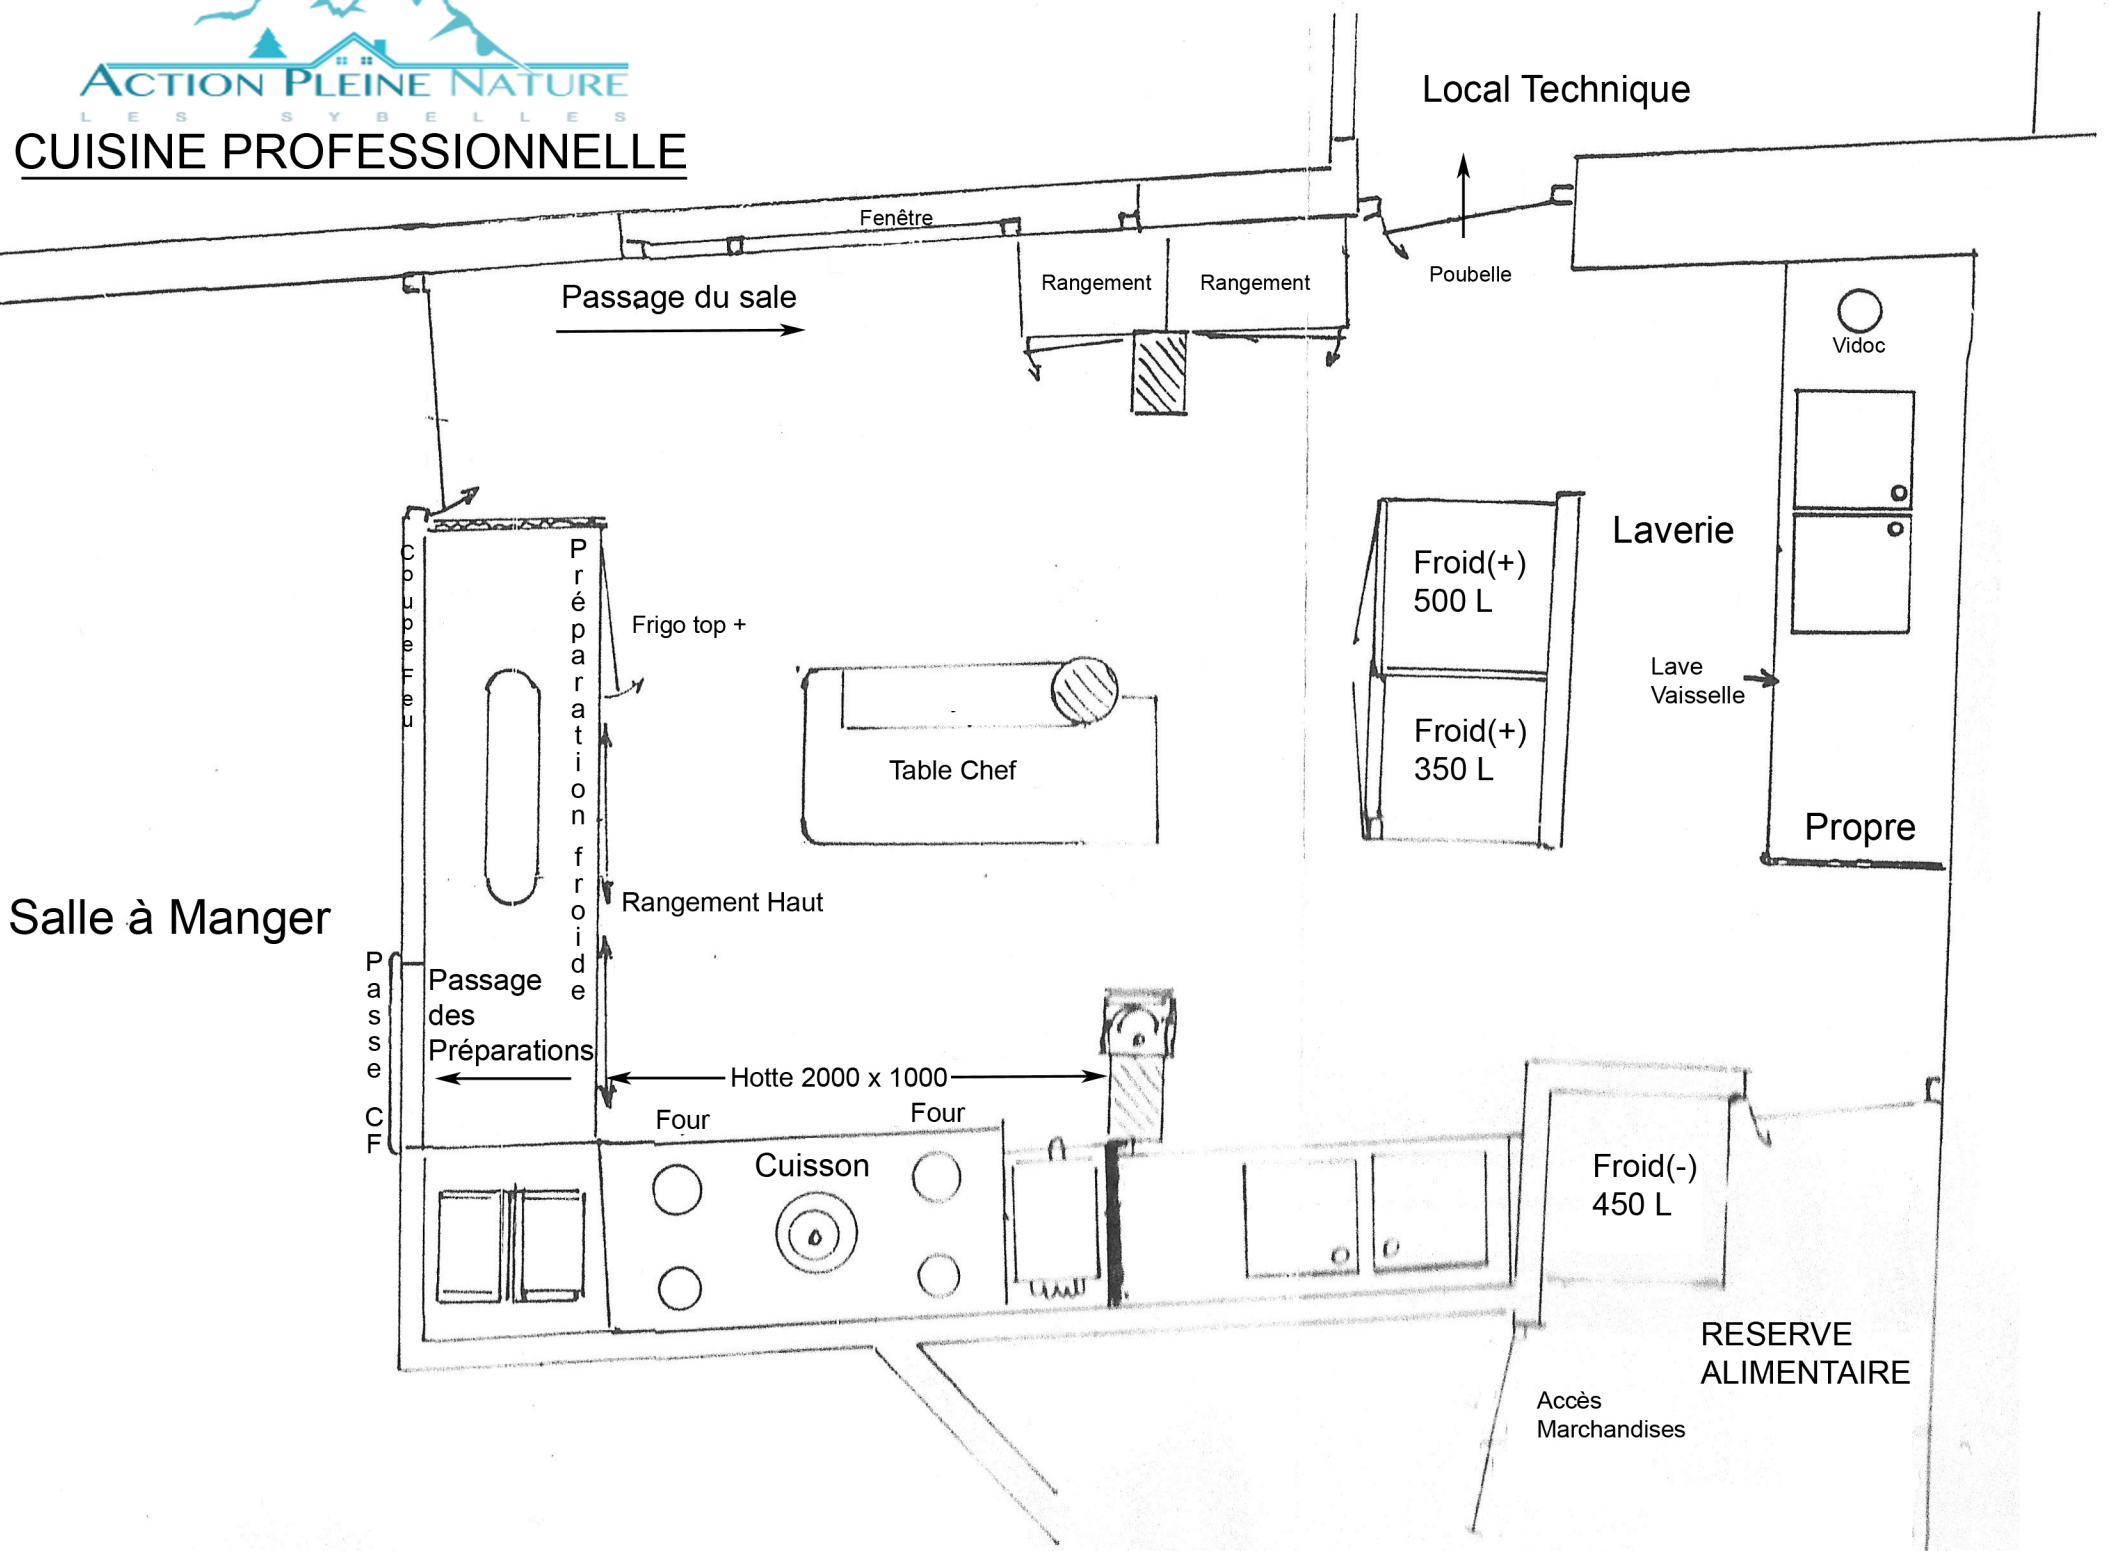 ACTION PLEINE NATURE
LES SYBELLES
CUISINE PROFESSIONNELLE
Local Technique
Fenêtre
Passage du sale
Rangement
Rangement
Poubelle
Vidoc
Coupe Feu
Préparation froide
Frigo top +
Froid(+)
500 L
Laverie
Lave
Vaisselle
Froid(+)
350 L
Table Chef
Propre
Salle à Manger
Rangement Haut
Passe CF
Passage
des
Préparations
Hotte 2000 x 1000
Four
Four
Cuisson
Froid(-)
450 L
RESERVE
ALIMENTAIRE
Accès
Marchandises